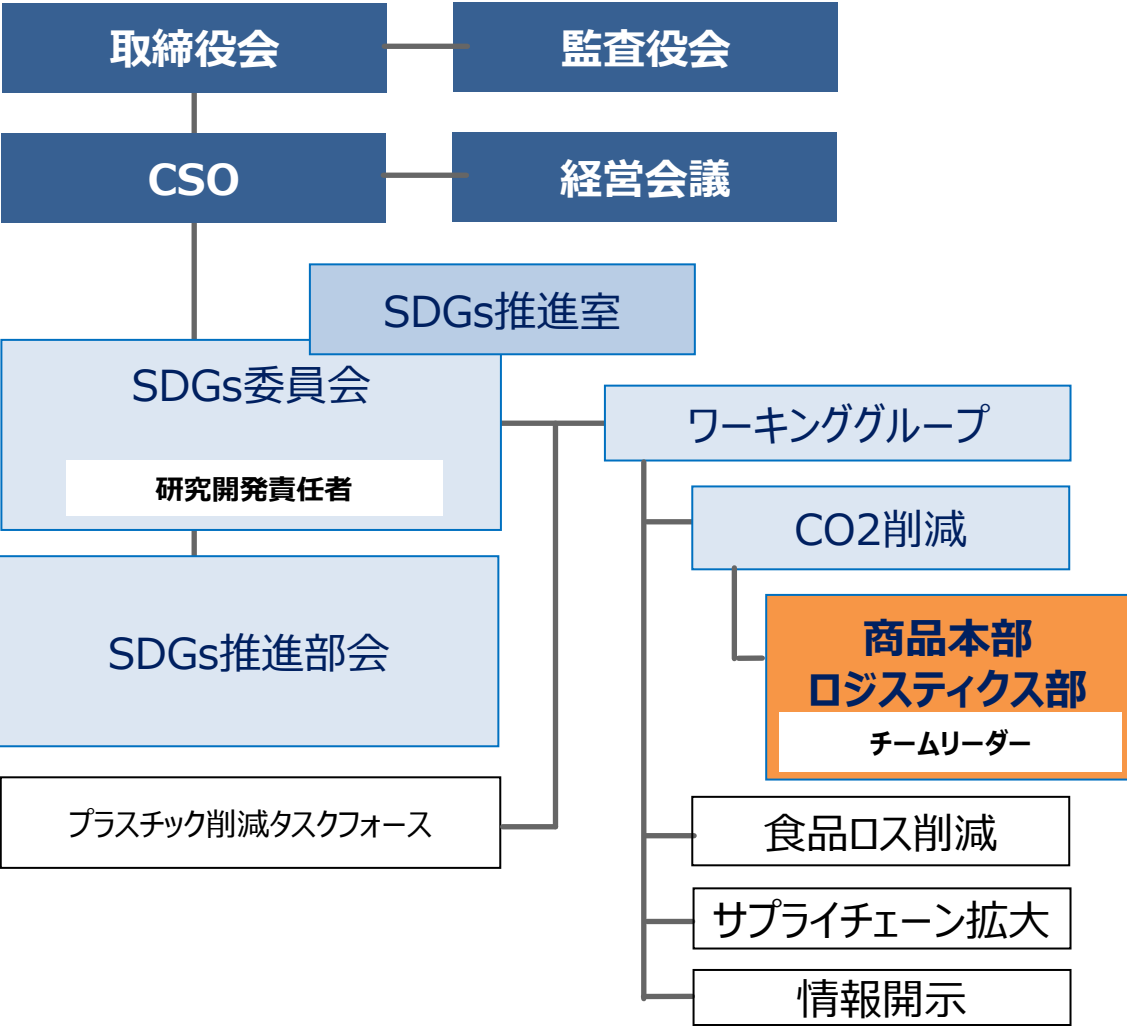 取締役会
監査役会
CSO
経営会議
SDGs推進室
SDGs委員会
研究開発責任者
ワーキンググループ
CO2削減
SDGs推進部会
商品本部
ロジスティクス部
チームリーダー
プラスチック削減タスクフォース
食品ロス削減
サプライチェーン拡大
情報開示